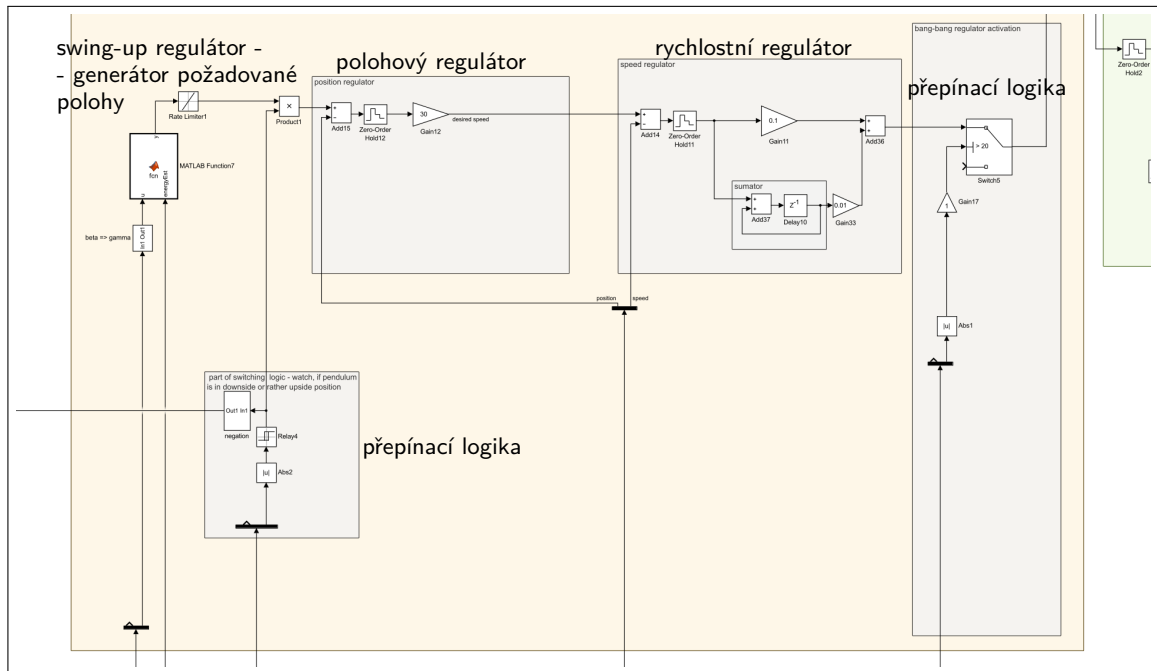 swing-up regulátor -
- generátor požadované
polohy
polohový regulátor
rychlostní regulátor
přepínací logika
bang-bang regulator activation
position regulator
speed regulator
Rate Limiter1
×
Product1
+
−
Add15
Zero-Order
Hold12
30
Gain12
desired speed
+
−
Add14
Zero-Order
Hold11
0.1
Gain11
+
+
Add36
> 20
Switch5
Zero-Order
Hold2
y
fcn
MATLAB Function7
u
energyExt
sumator
+
+
Add37
Z-1
Delay10
0.01
Gain33
1
Gain17
beta => gamma
In1 Out1
position
speed
|u|
Abs1
part of switching logic - watch, if pendulum
is in downside or rather upside position
Out1 In1
negation
Relay4
|u|
Abs2
přepínací logika